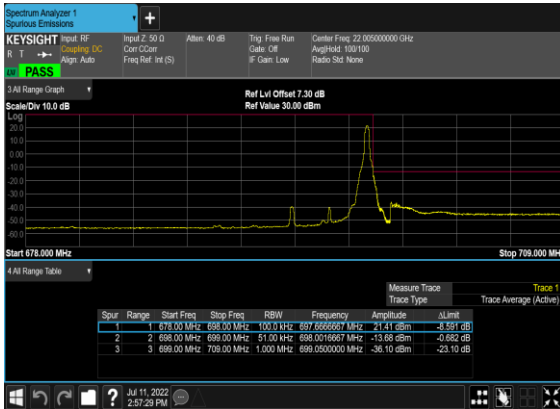 Spectrum Analyzer 1
Spurious Emissions
+
KEYSIGHT Input: RF Input Z: 50 Ω Atten: 40 dB Trig: Free Run Center Freq: 22.005000000 GHz
R T Coupling: DC Corr CCorr Gate: Off Avg|Hold: 100/100
Align: Auto Freq Ref: Int (S) IF Gain: Low Radio Std: None
PASS
3 All Range Graph
Ref Lvl Offset 7.30 dB
Scale/Div 10.0 dB Ref Value 30.00 dBm
Log
20.0
10.0
0.00
-10.0
-20.0
-30.0
-40.0
-50.0
-60.0
Start 678.000 MHz Stop 709.000 MH
4 All Range Table
Measure Trace Trace 1
Trace Type Trace Average (Active)
Spur Range Start Freq Stop Freq RBW Frequency Amplitude ΔLimit
1 1 678.00 MHz 698.00 MHz 100.0 kHz 697.6666667 MHz 21.41 dBm -8.591 dB
2 2 698.00 MHz 699.00 MHz 51.00 kHz 698.0016667 MHz -13.68 dBm -0.682 dB
3 3 699.00 MHz 709.00 MHz 1.000 MHz 699.0500000 MHz -36.10 dBm -23.10 dB
?
Jul 11, 2022
2:57:29 PM